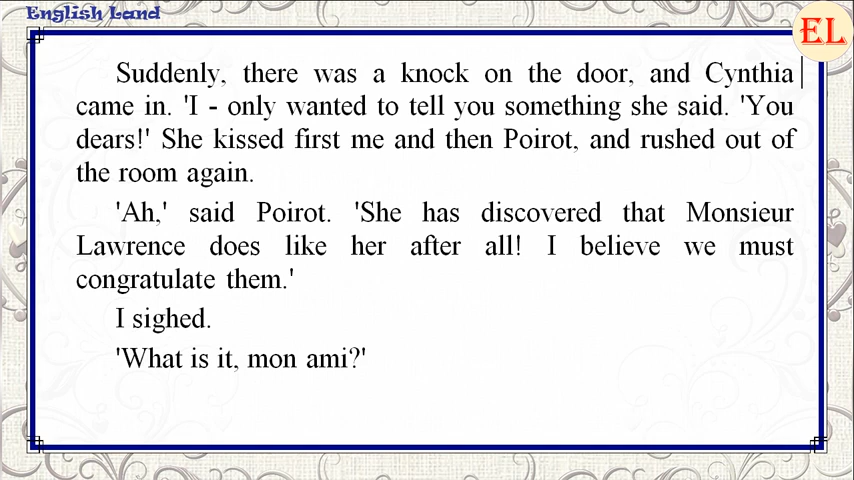 English Land
EL
Suddenly, there was a knock on the door, and Cynthia
came in. 'I - only wanted to tell you something she said. 'You
dears!' She kissed first me and then Poirot, and rushed out of
the room again.
'Ah,' said Poirot. 'She has discovered that Monsieur
Lawrence does like her after all! I believe we must
congratulate them.'
I sighed.
'What is it, mon ami?'